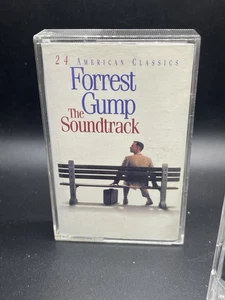 24 AMERICAN CLASSICS
Forrest
Gump
The
Soundtrack